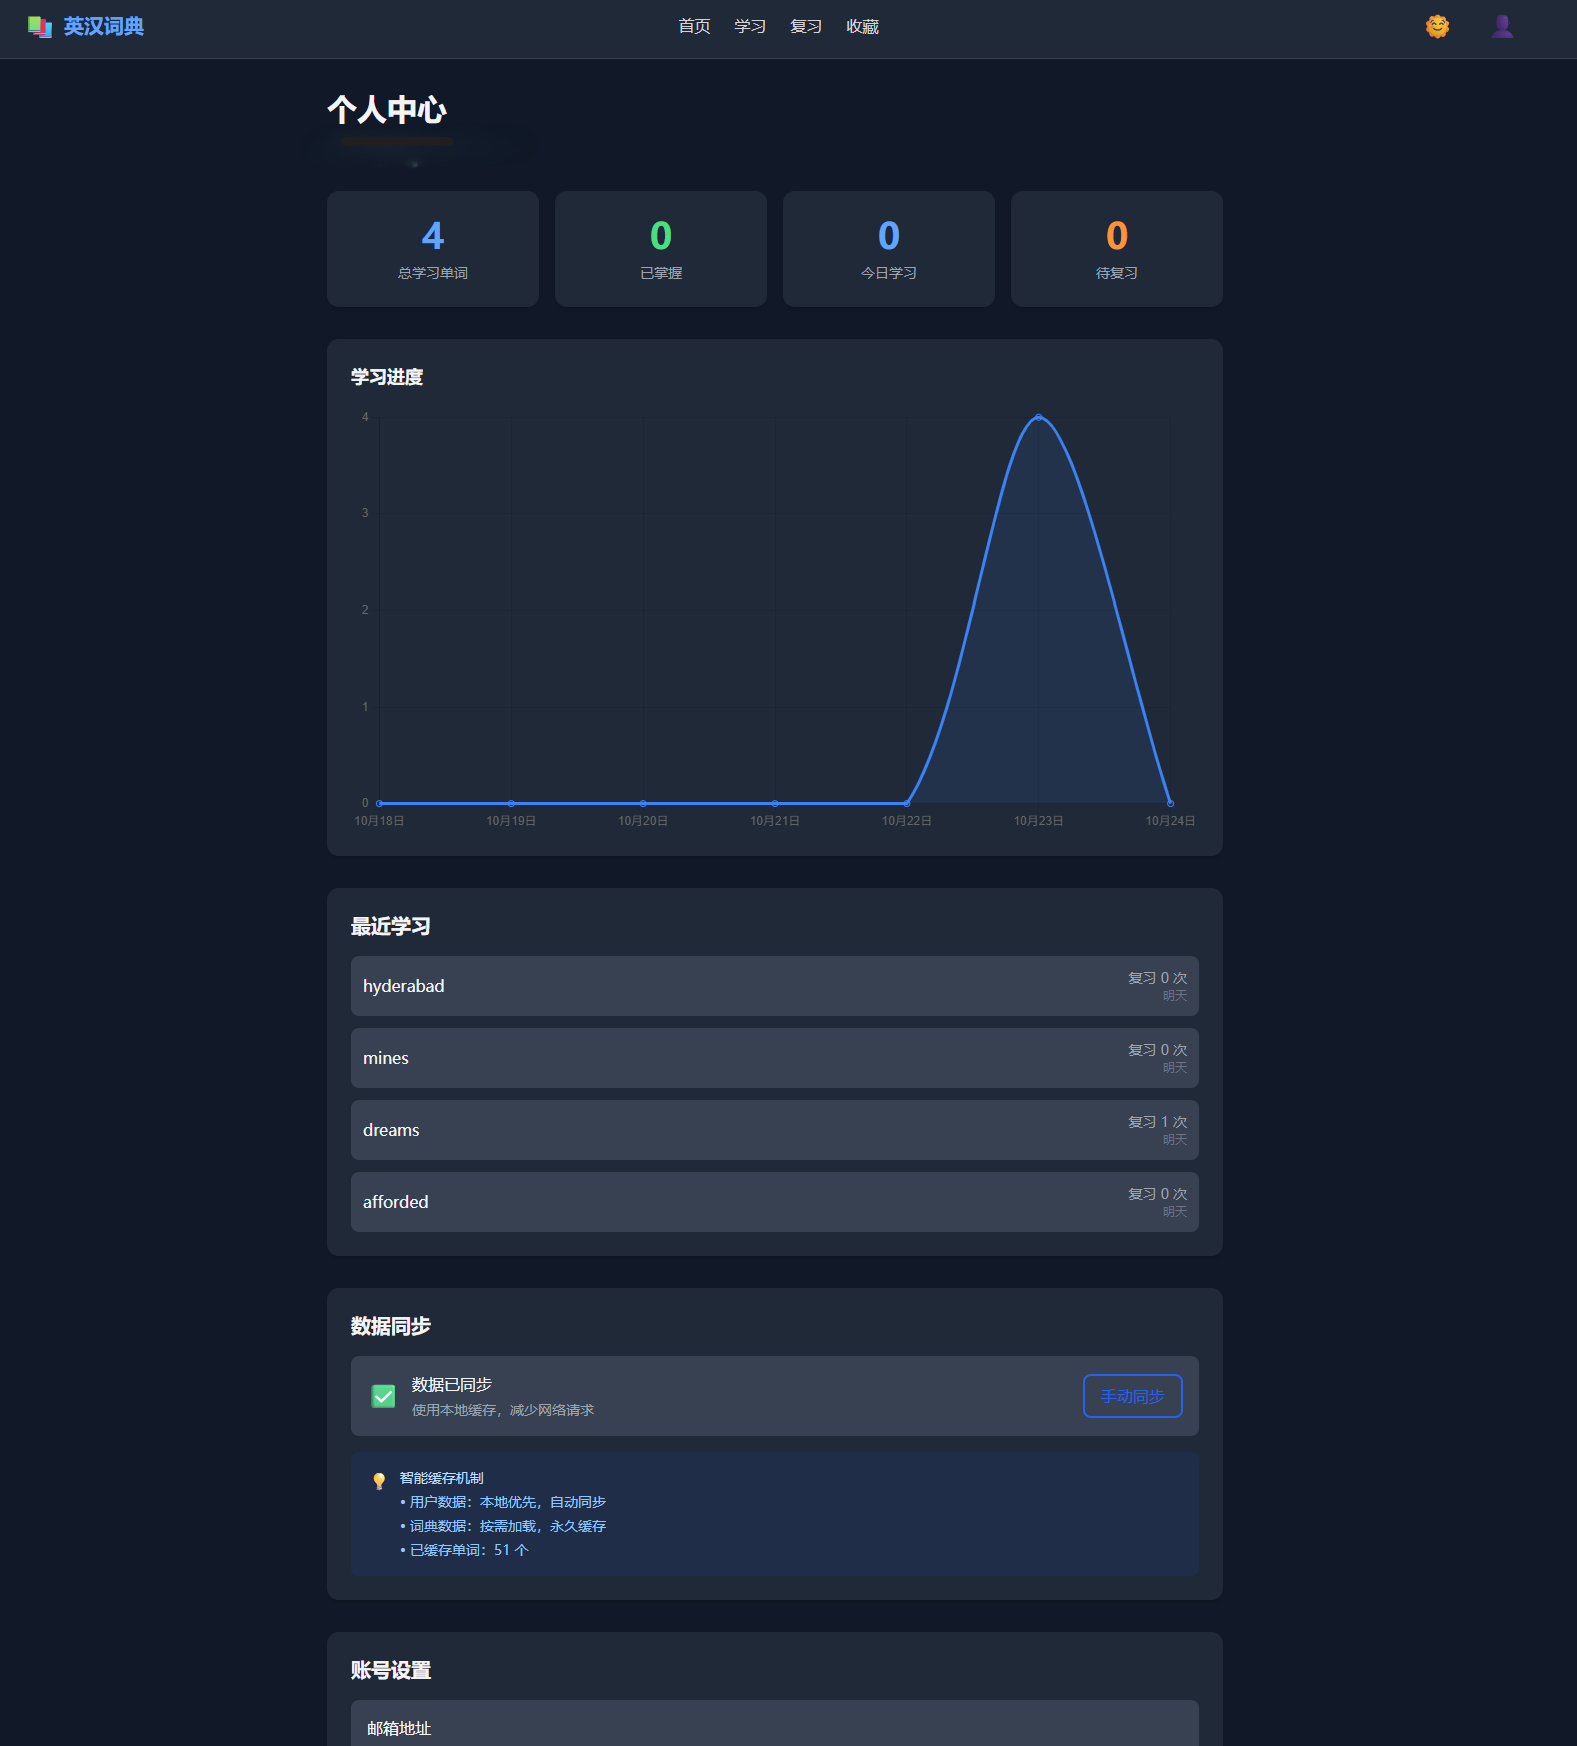 英汉词典
首页 学习 复习 收藏
个人中心
4
总学习单词
0
已掌握
0
今日学习
0
待复习
学习进度
4
3
2
1
0
10月18日 10月19日 10月20日 10月21日 10月22日 10月23日 10月24日
最近学习
hyderabad
复习 0 次
明天
mines
复习 0 次
明天
dreams
复习 1 次
明天
afforded
复习 0 次
明天
数据同步
数据已同步
使用本地缓存，减少网络请求
手动同步
智能缓存机制
• 用户数据：本地优先，自动同步
• 词典数据：按需加载，永久缓存
• 已缓存单词：51 个
账号设置
邮箱地址